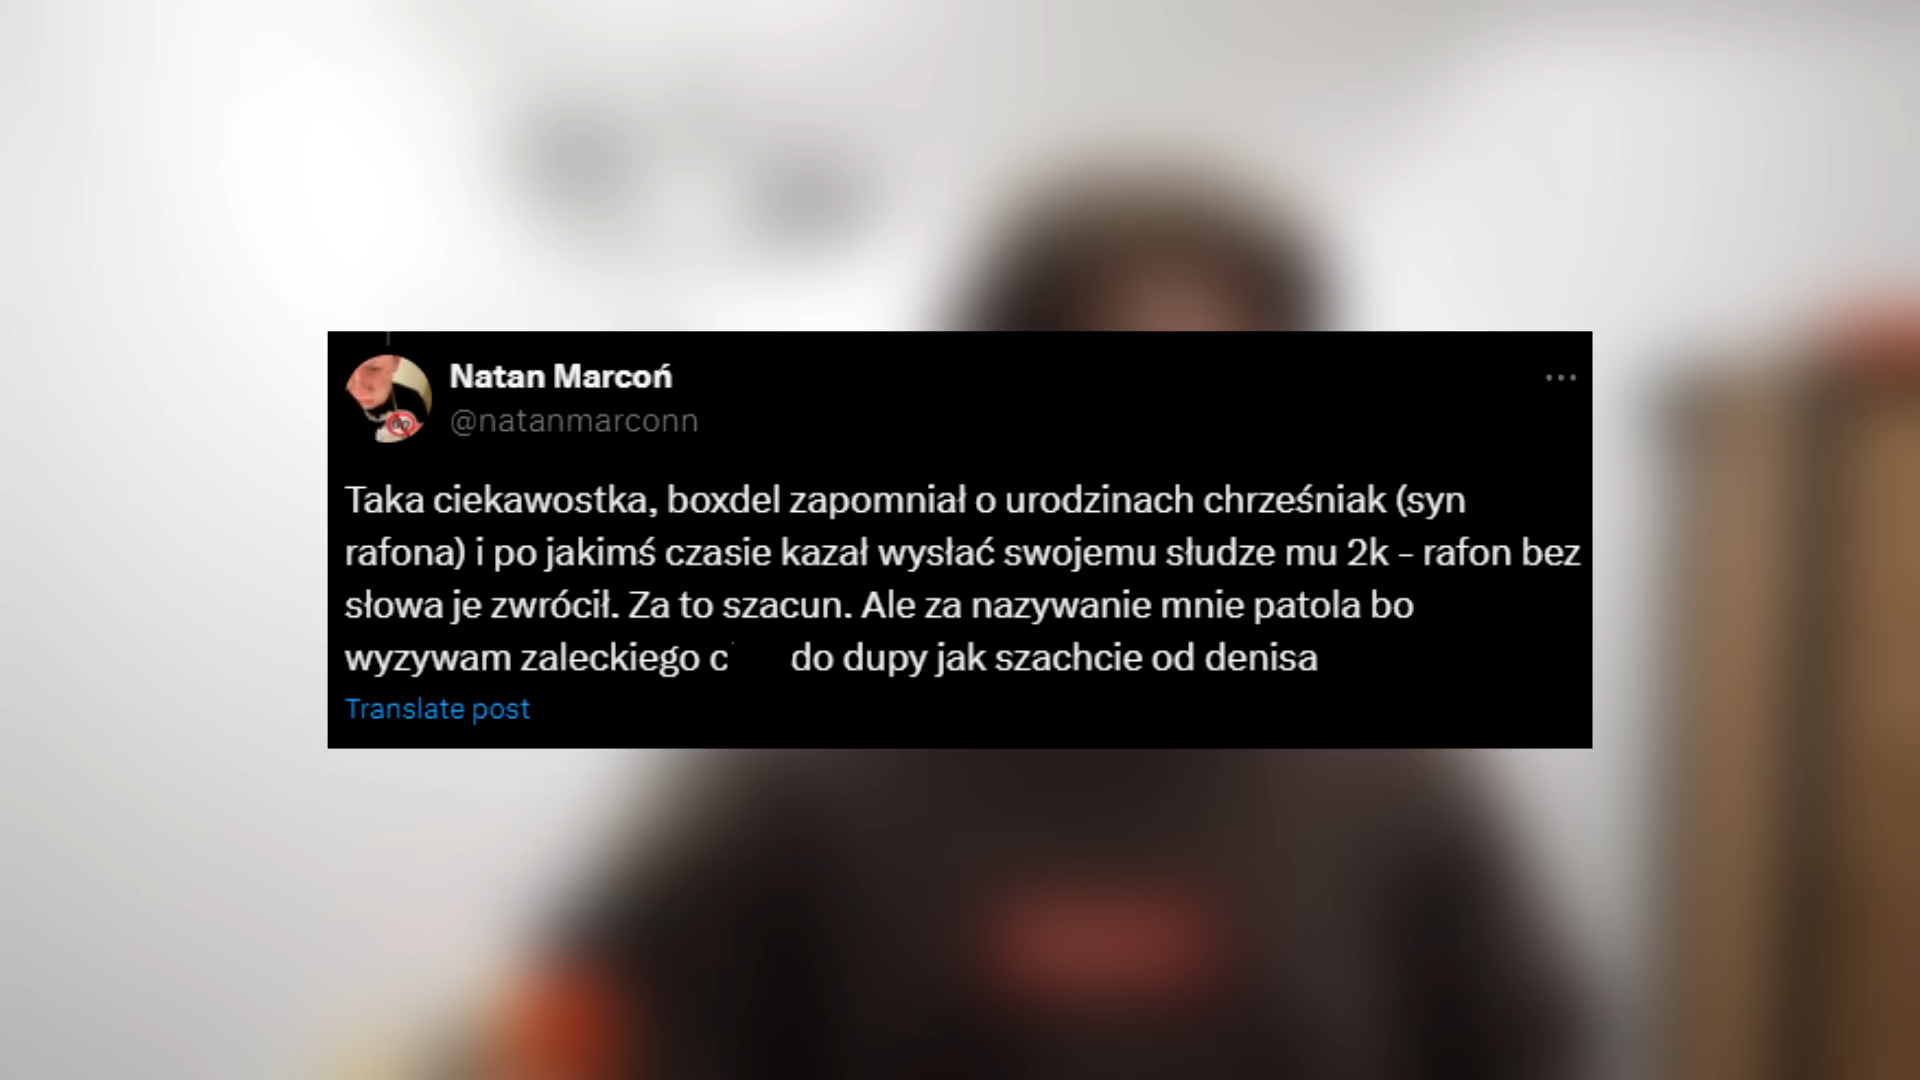 Natan Marcoń
@natanmarconn
Taka ciekawostka, boxdel zapomniał o urodzinach chrześniak (syn
rafona) i po jakimś czasie kazał wysłać swojemu słudze mu 2k - rafon bez
słowa je zwrócił. Za to szacun. Ale za nazywanie mnie patola bo
wyzywam zaleckiego c do dupy jak szachcie od denisa
Translate post